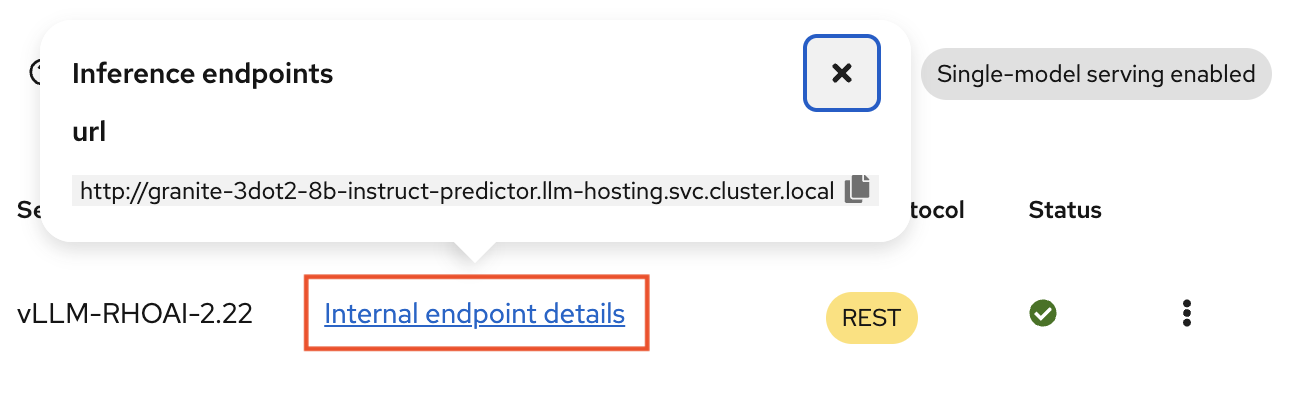 Inference endpoints
Single-model serving enabled
url
http://granite-3dot2-8b-instruct-predictor.llm-hosting.svc.cluster.local
Se
tocol
Status
vLLM-RHOAI-2.22
Internal endpoint details
REST